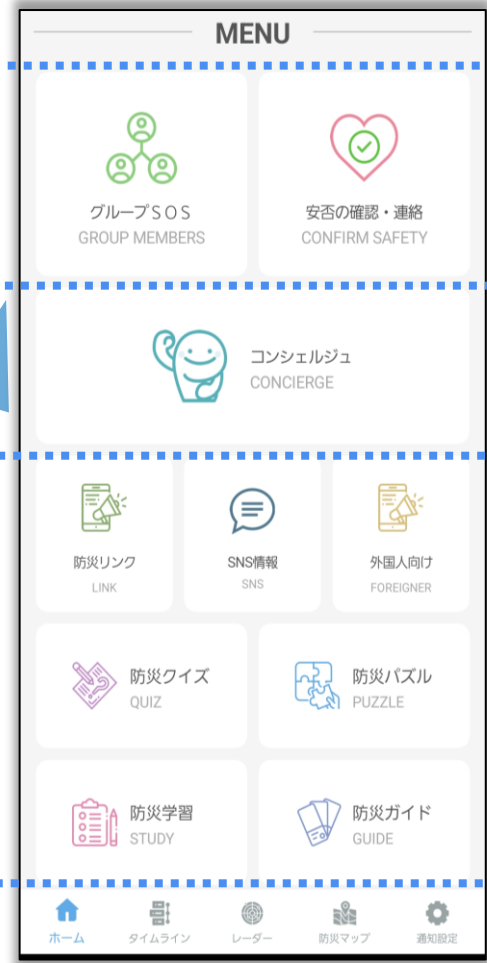 MENU
グループSOS
GROUP MEMBERS
安否の確認・連絡
CONFIRM SAFETY
コンシェルジュ
CONCIERGE
防災リンク
LINK
SNS情報
SNS
外国人向け
FOREIGNER
防災クイズ
QUIZ
防災パズル
PUZZLE
防災学習
STUDY
防災ガイド
GUIDE
ホーム
タイムライン
レーダー
防災マップ
通知設定